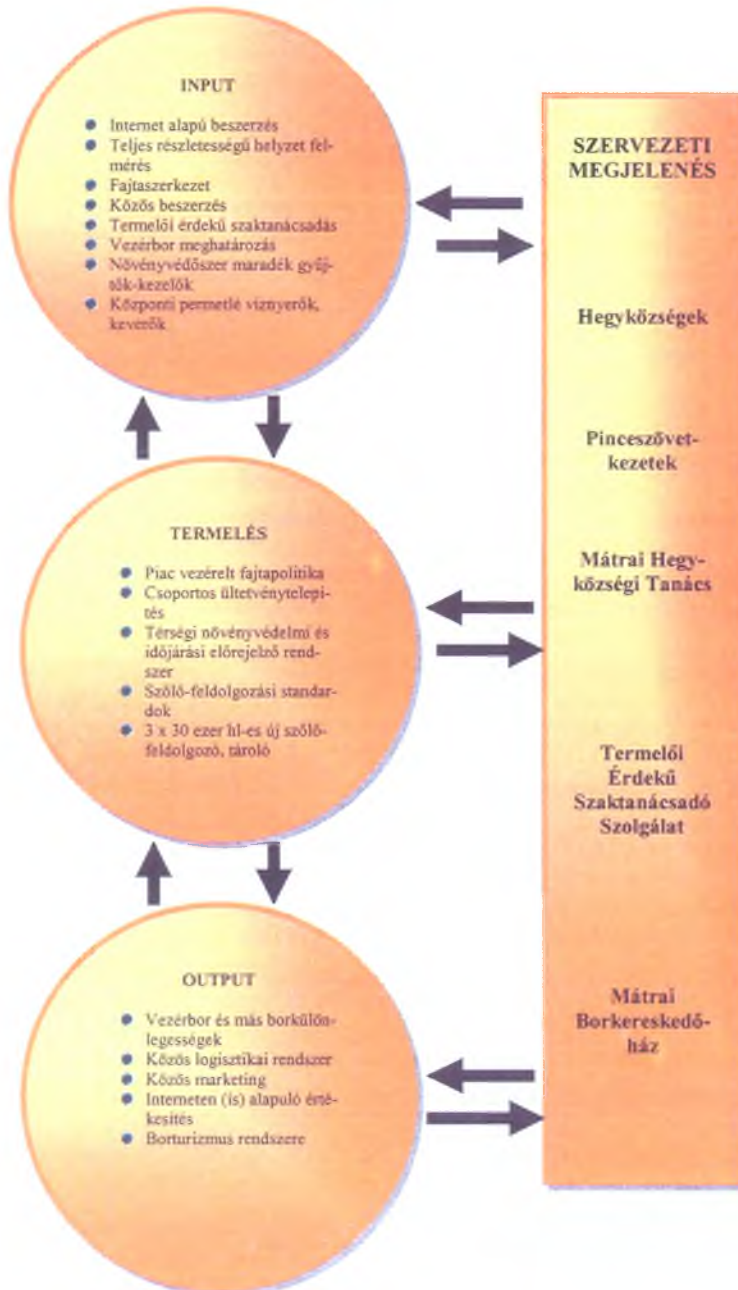 INPUT
Internet alapú beszerzés
Teljes részletességű helyzet fel-
mérés
Fajtaszerkezet
Közös beszerzés
Termelői érdekű szaktanácsadás
Vezérbor meghatározás
Növényvédőszer maradék gyűj-
tők-kezelők
Központi permetlé víznyerők,
keverők
TERMELÉS
Piac vezérelt fajtapolitika
Csoportos ültetvénytelepí-
tés
Térségi növényvédelmi és
időjárási előrejelző rend-
szer
Szőlő-feldolgozási standar-
dok
3 x 30 ezer hl-es új szőlő-
feldolgozó, tároló
OUTPUT
Vezérbor és más borkülön-
legességek
Közös logisztikai rendszer
Közös marketing
Interneten (is) alapuló érté-
kesítés
Borturizmus rendszere
SZERVEZETI
MEGJELENÉS
Hegyközségek
Pinceszövet-
kezetek
Mátrai Hegy-
községi Tanács
Termelői
Érdekű
Szaktanácsadó
Szolgálat
Mátrai
Borkereskedő-
ház